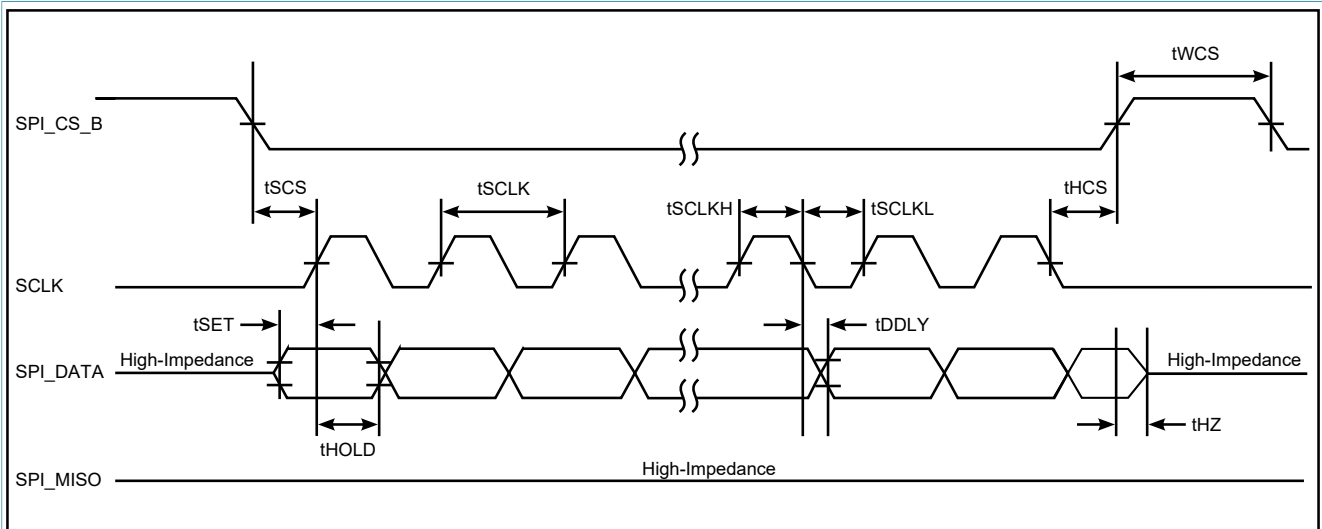 tWCS
SPI_CS_B
tSCS
tSCLK
tSCLKH
tSCLKL
tHCS
SCLK
tSET
tDDLY
High-Impedance
High-Impedance
SPI_DATA
tHZ
tHOLD
High-Impedance
SPI_MISO